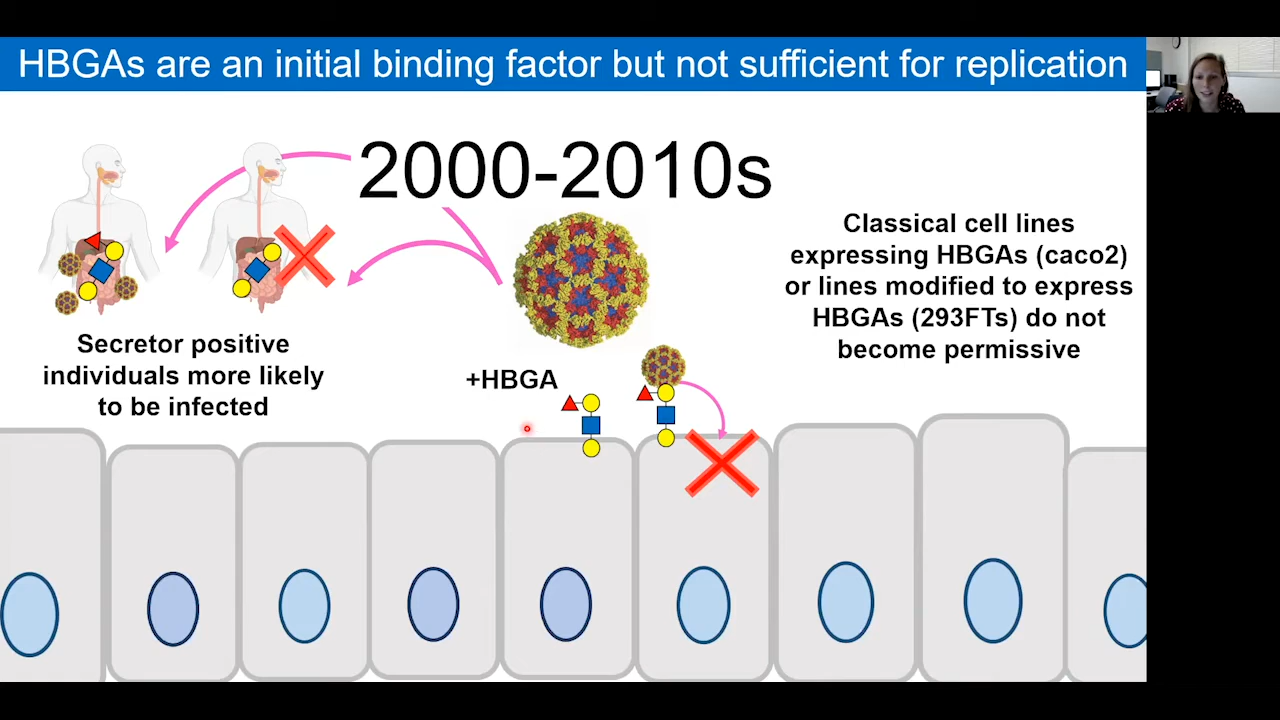 HBGAs are an initial binding factor but not sufficient for replication
2000-2010s
Secretor positive
individuals more likely
to be infected
+HBGA
Classical cell lines
expressing HBGAs (caco2)
or lines modified to express
HBGAs (293FTs) do not
become permissive